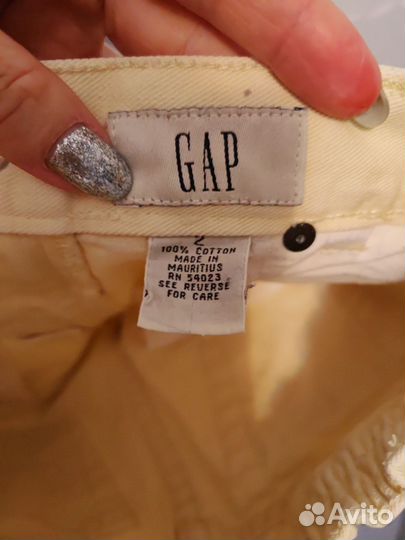 GAP
2
100% COTTON
MADE IN
MAURITIUS
RN 54023
SEE REVERSE
FOR CARE
Avito